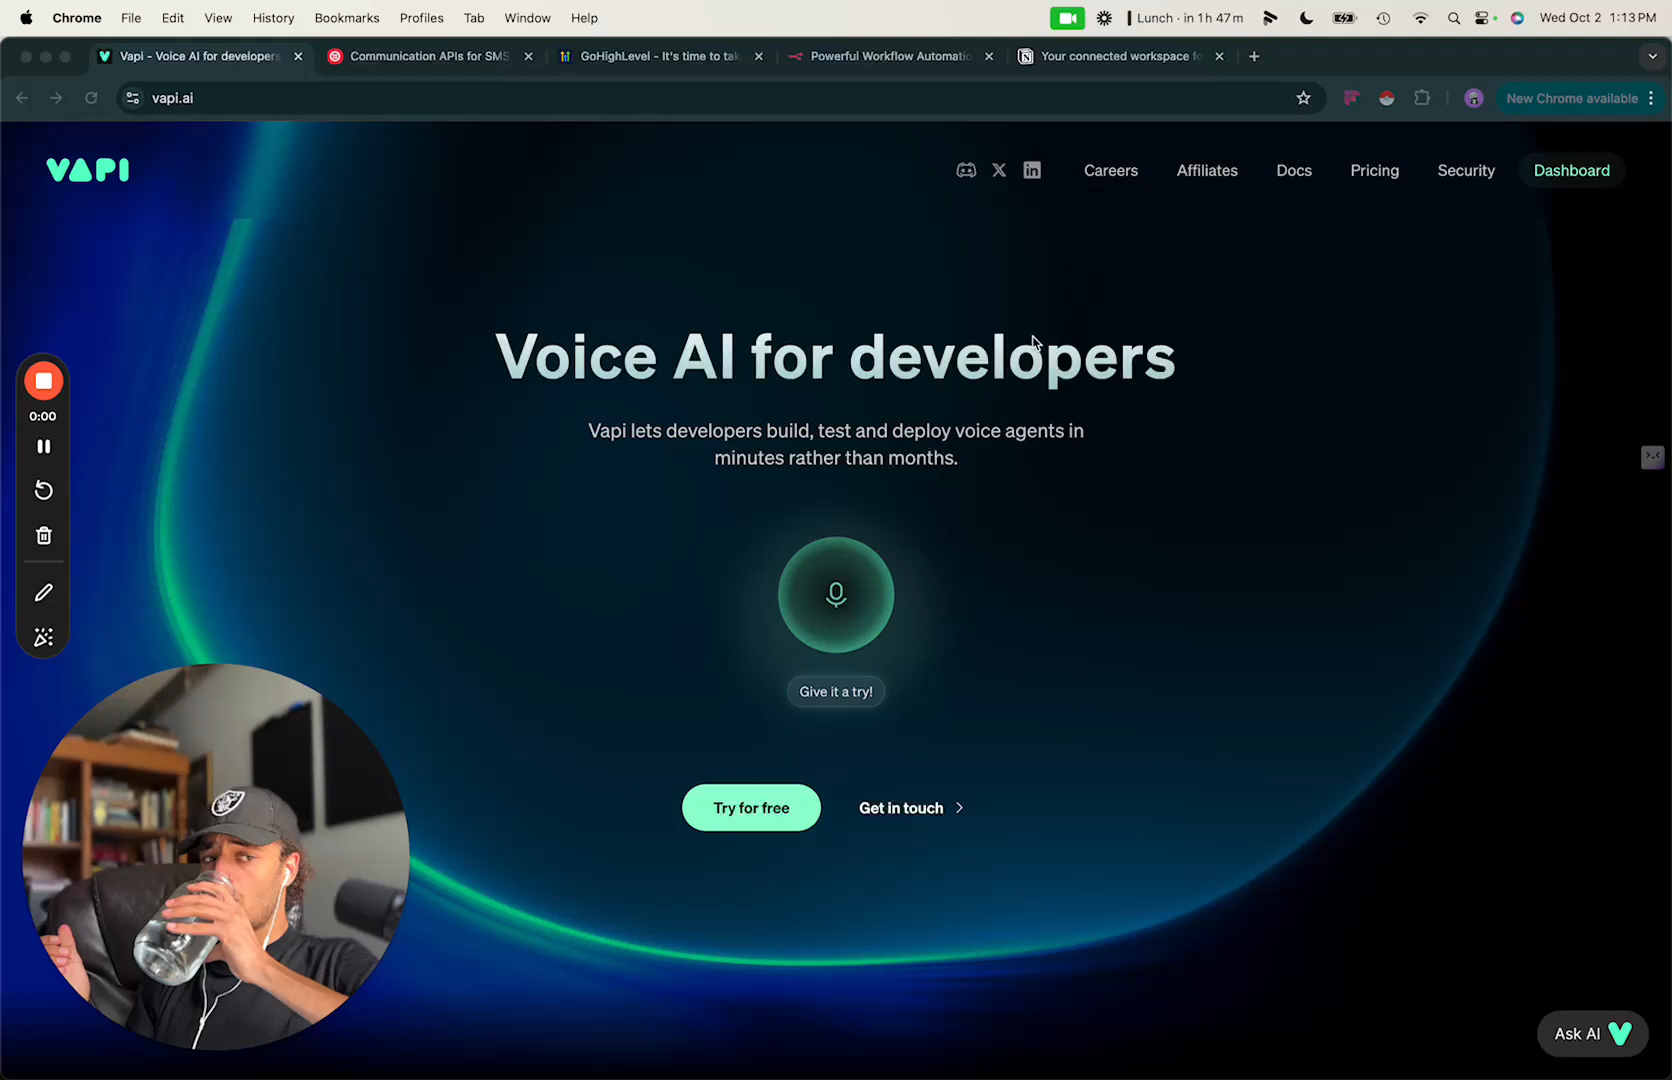 Chrome File Edit View History Bookmarks Profiles Tab Window Help Lunch · in 1h 47m Wed Oct 2 1:13 PM
Vapi - Voice AI for developers Communication APIs for SMS GoHighLevel - It's time to tak Powerful Workflow Automatio Your connected workspace fo
vapi.ai New Chrome available
VAPI Careers Affiliates Docs Pricing Security Dashboard
Voice AI for developers
Vapi lets developers build, test and deploy voice agents in
minutes rather than months.
0:00
Give it a try!
Try for free Get in touch
Ask AI